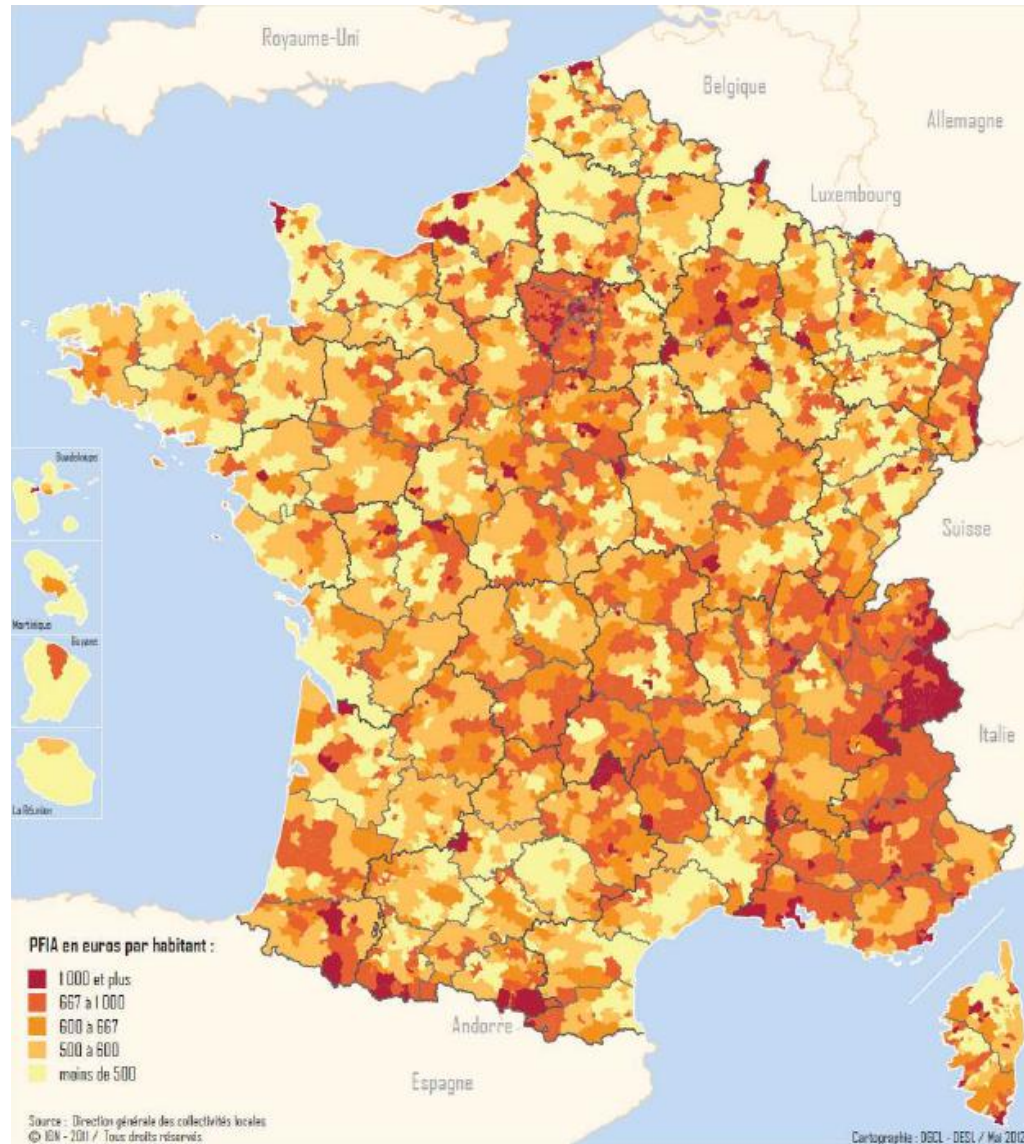 Royaume-Uni
Belgique
Allemagne
Luxembourg
Guadeloupe
Suisse
Martinique
Guyane
Italie
La Réunion
PFIA en euros par habitant :
1 000 et plus
667 à 1 000
600 à 667
500 à 600
moins de 500
Andorre
Espagne
Source : Direction générale des collectivités locales
© IGN - 2011 / Tous droits réservés
Cartographie : DGCL - DESL / Mai 2012